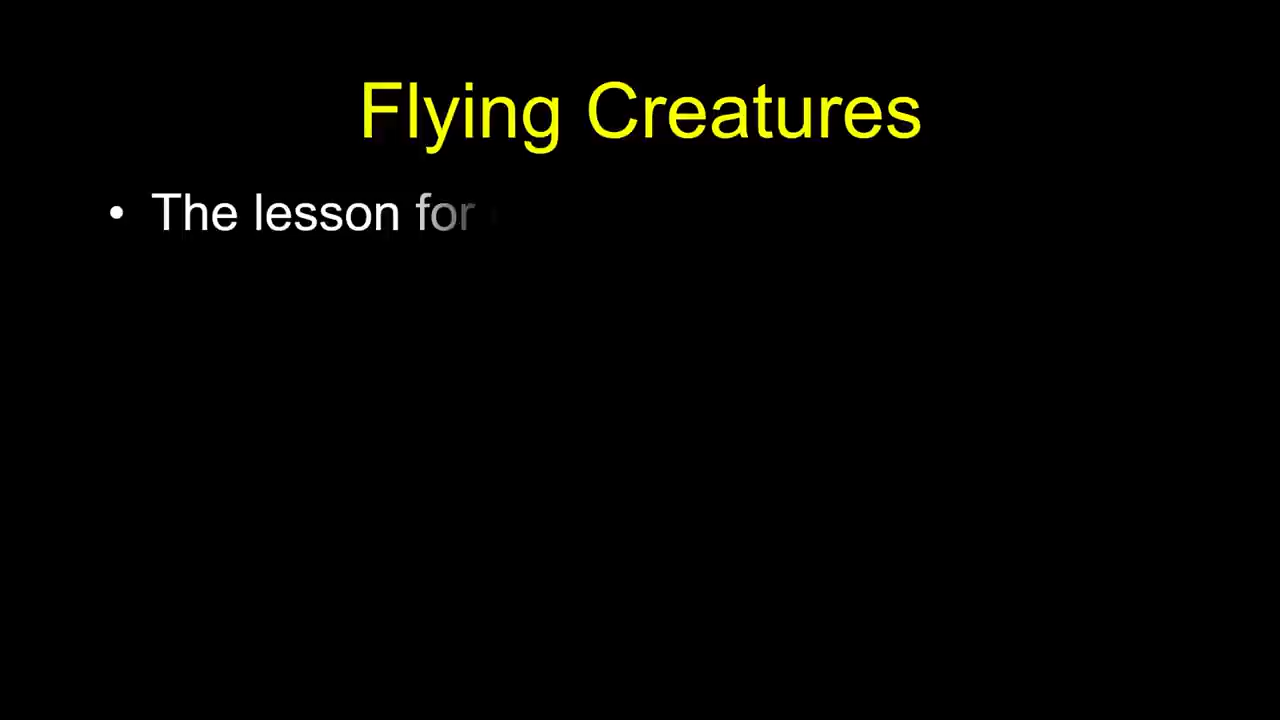 Flying Creatures
• The lesson for